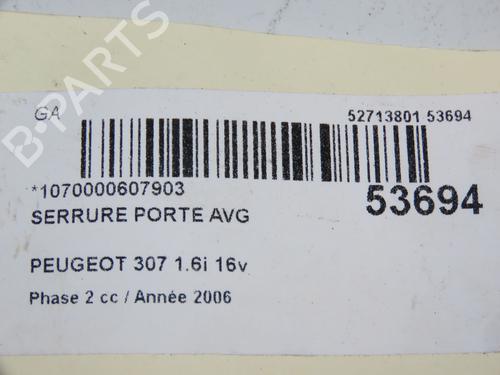 GA
52713801 53694
*1070000607903
53694
SERRURE PORTE AVG
PEUGEOT 307 1.6i 16v
Phase 2 cc / Année 2006
B-PARTS